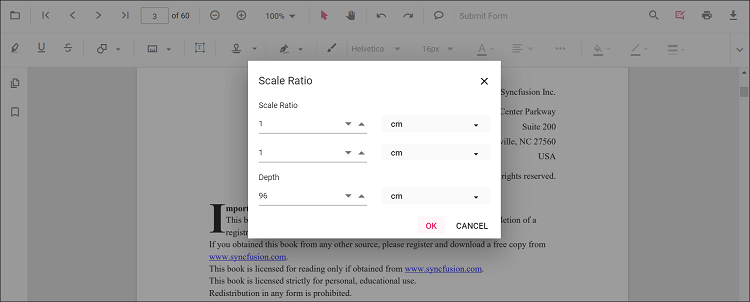 3 of 60 100% Submit Form
Helvetica 16px A
Scale Ratio
Scale Ratio
1 cm
1 cm
Depth
96 cm
OK CANCEL
Syncfusion Inc.
Center Parkway
Suite 200
ville, NC 27560
USA
rights reserved.
Import
This b letion of a
registr
If you obtained this book from any other source, please register and download a free copy from
www.syncfusion.com.
This book is licensed for reading only if obtained from www.syncfusion.com.
This book is licensed strictly for personal, educational use.
Redistribution in any form is prohibited.